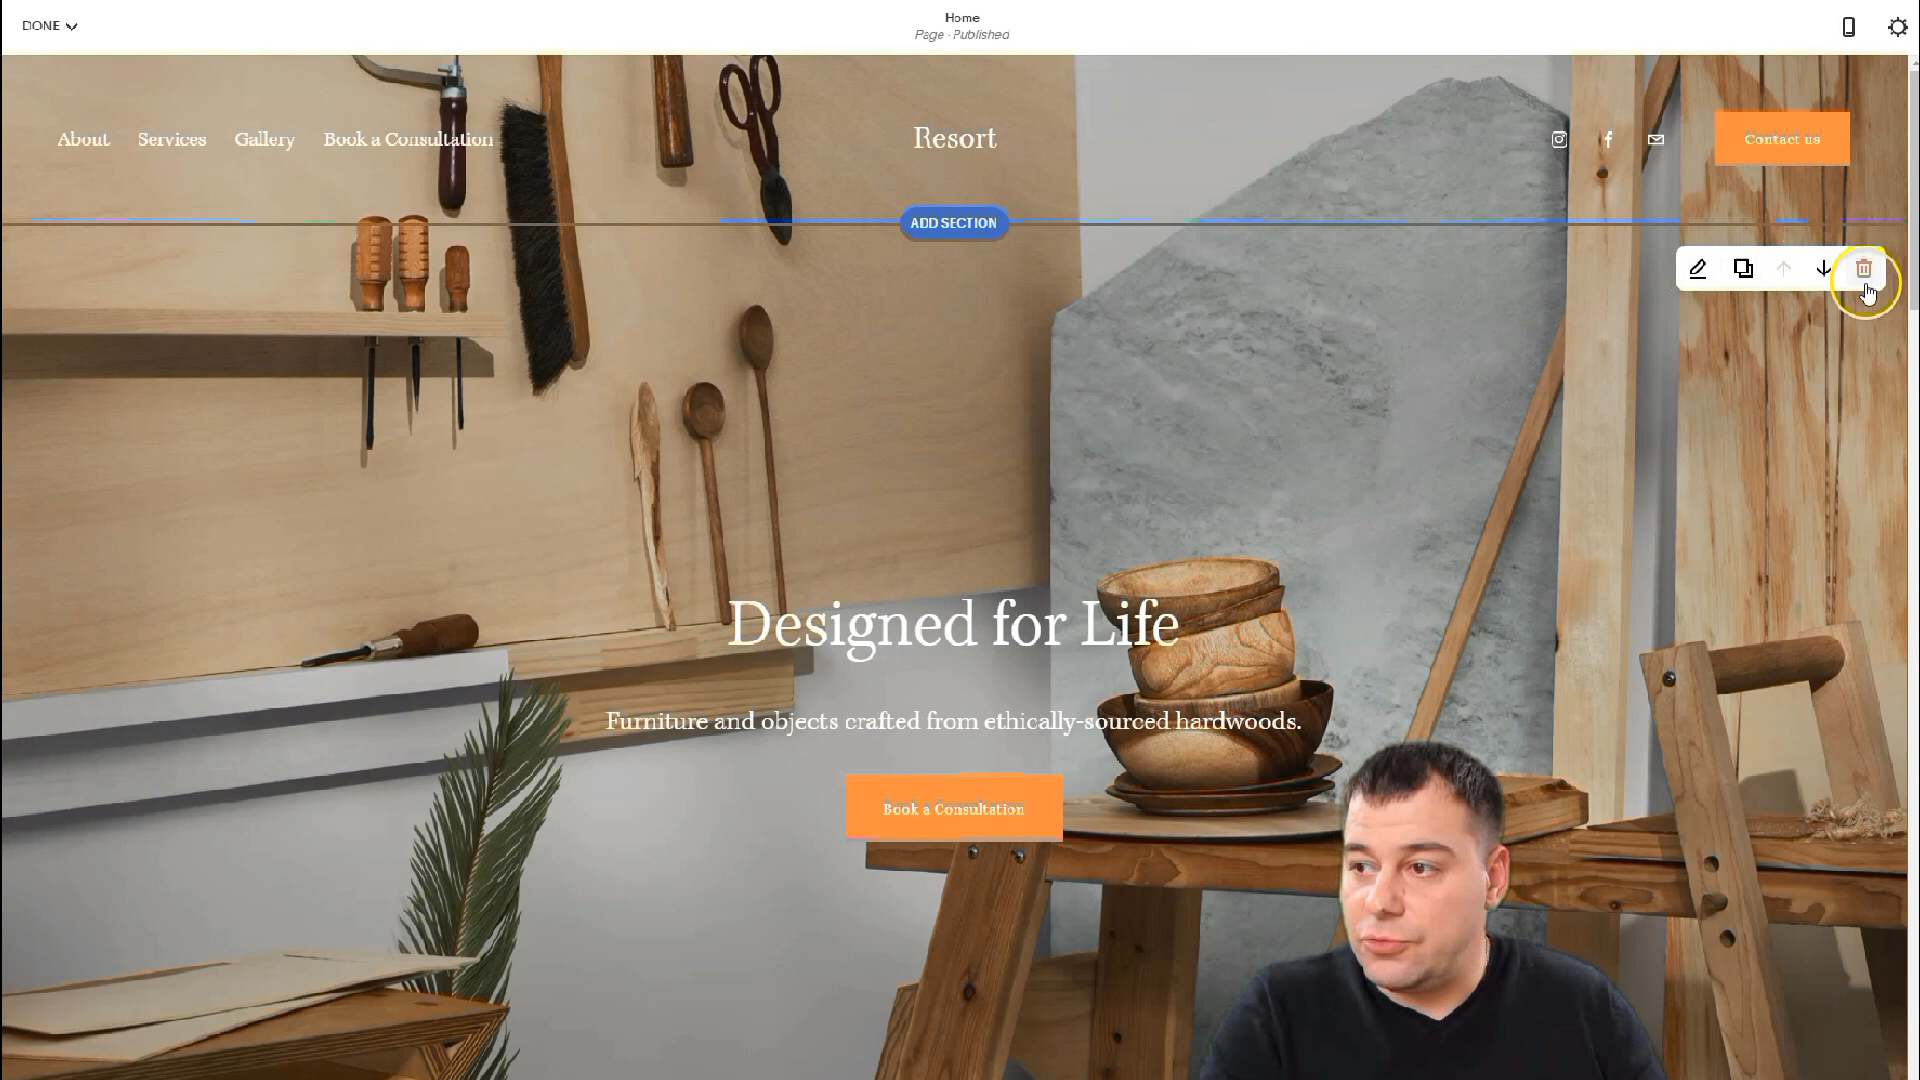 DONE
Home
Page · Published
About Services Gallery Book a Consultation
Resort
Contact us
ADD SECTION
Designed for Life
Furniture and objects crafted from ethically-sourced hardwoods.
Book a Consultation